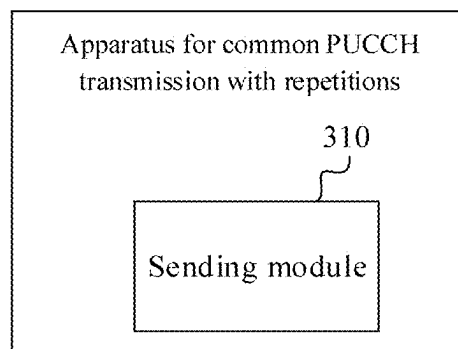 Apparatus for common PUCCH
transmission with repetitions
310
Sending module